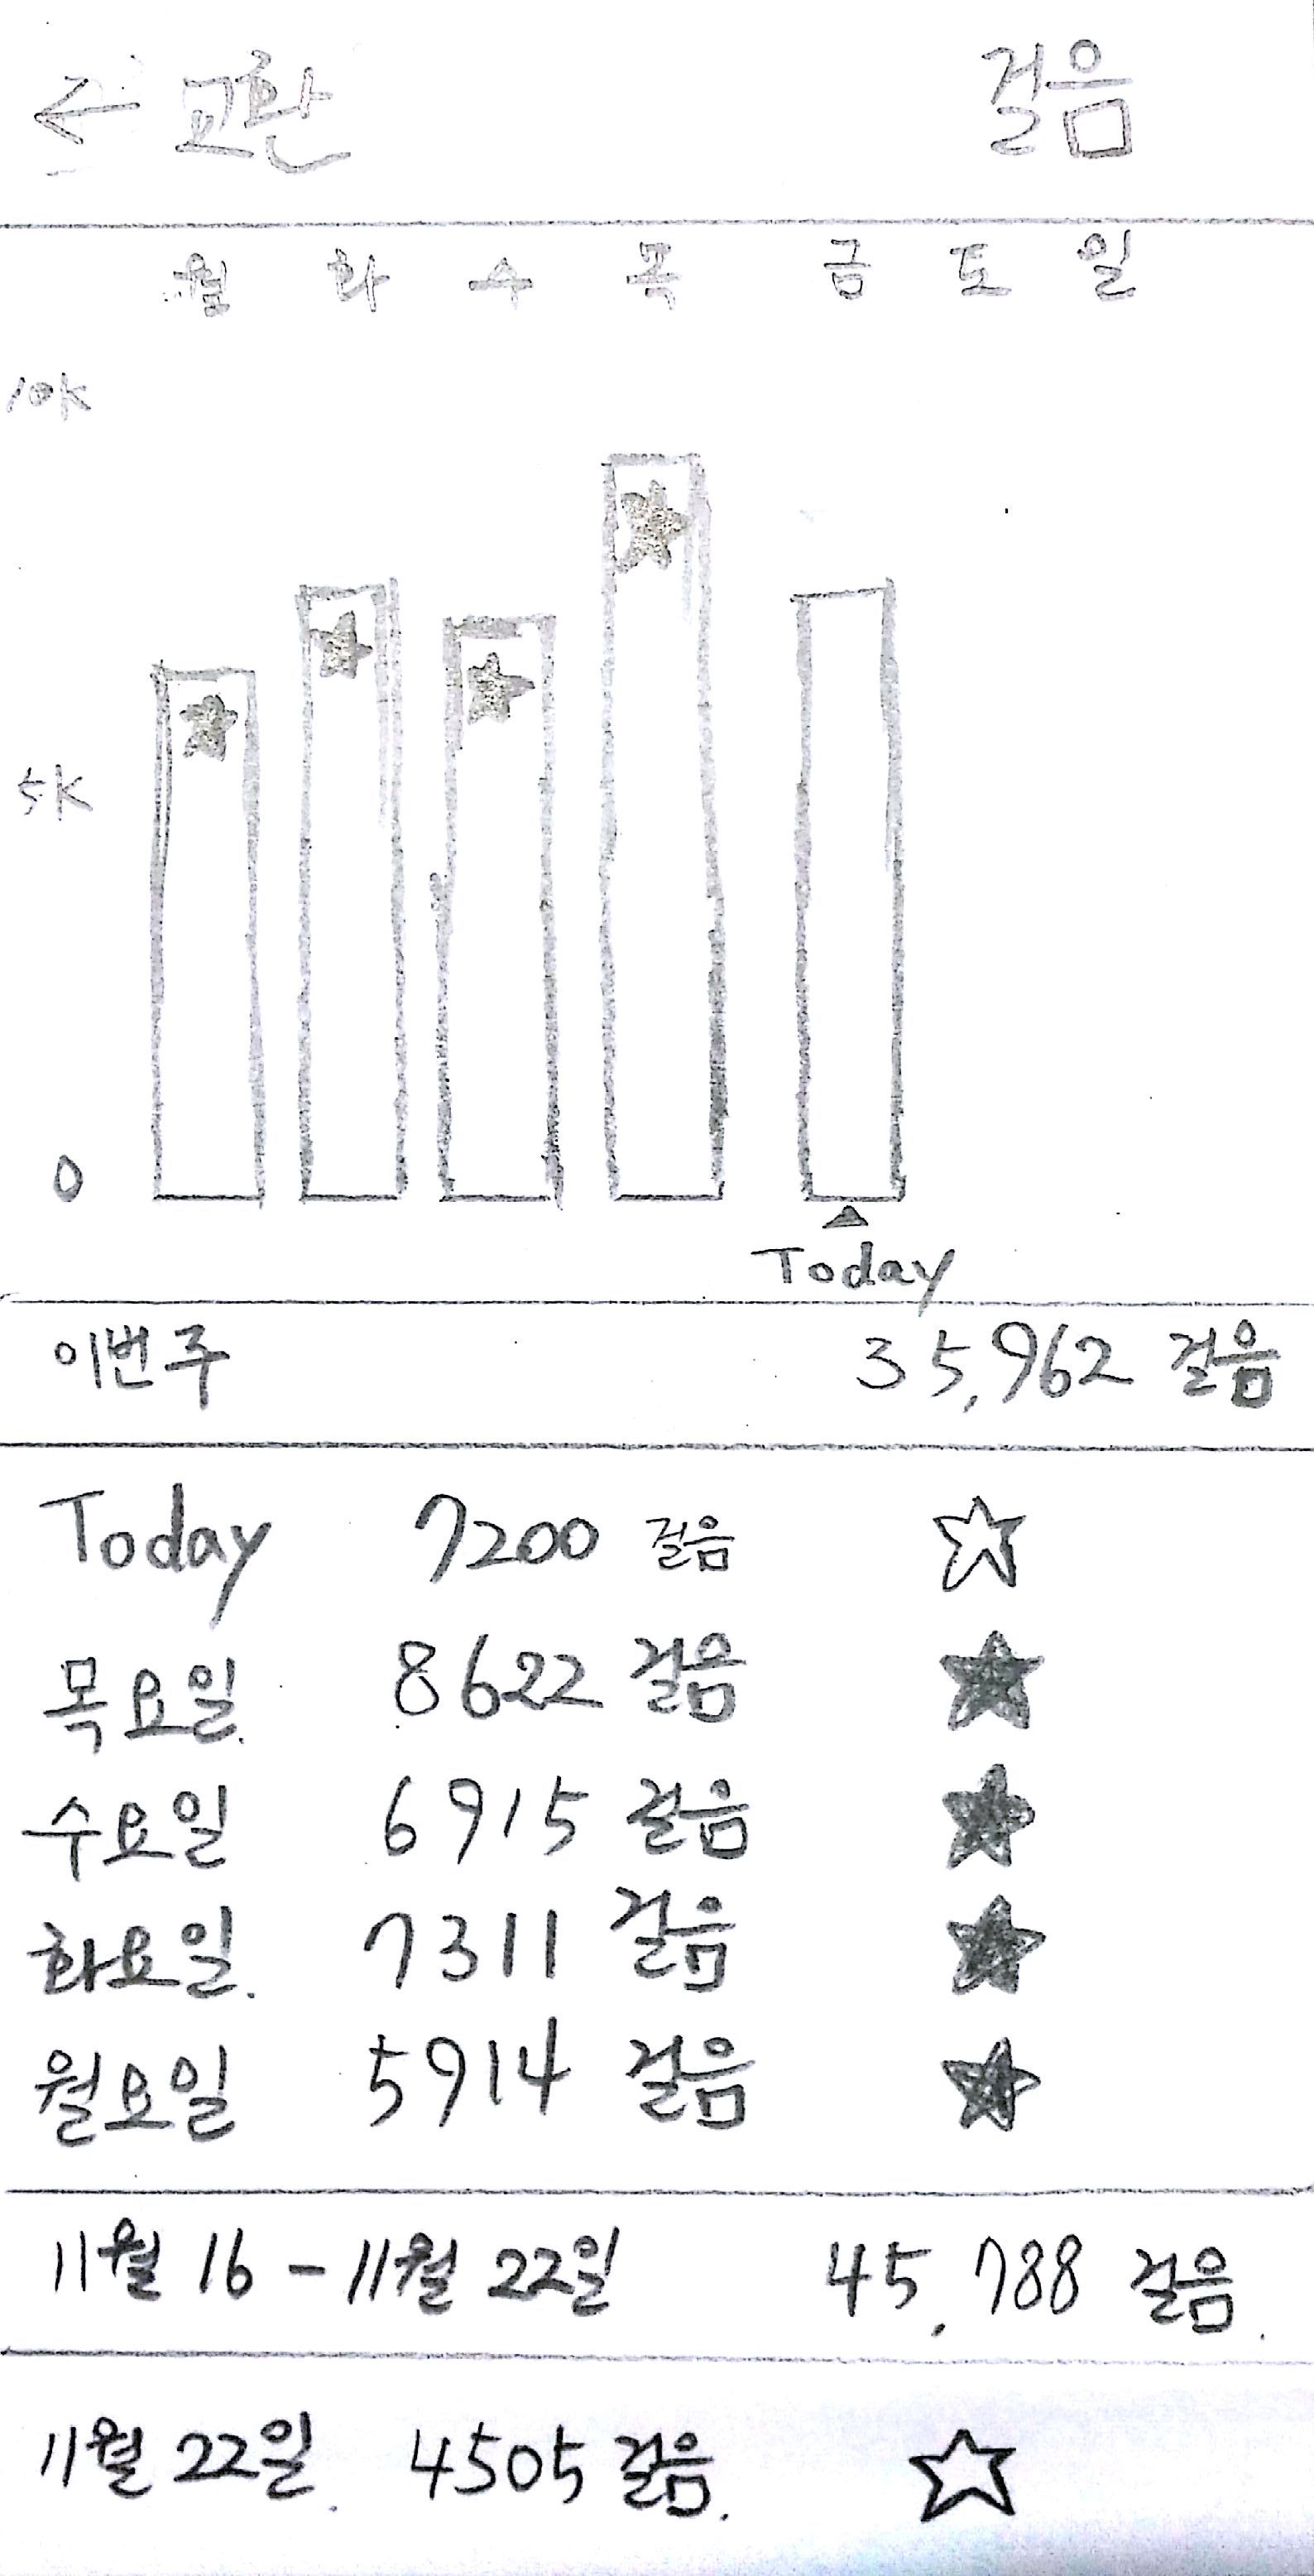 ← 교환 걸음
월 화 수 목 금 토 일
10K
5K
0
Today
이번주 35,962 걸음
Today 7200 걸음 ☆
목요일 8622 걸음 ★
수요일 6915 걸음 ★
화요일 7311 걸음 ★
월요일 5914 걸음 ★
11월 16 - 11월 22일 45,788 걸음
11월 22일 4505 걸음 ☆